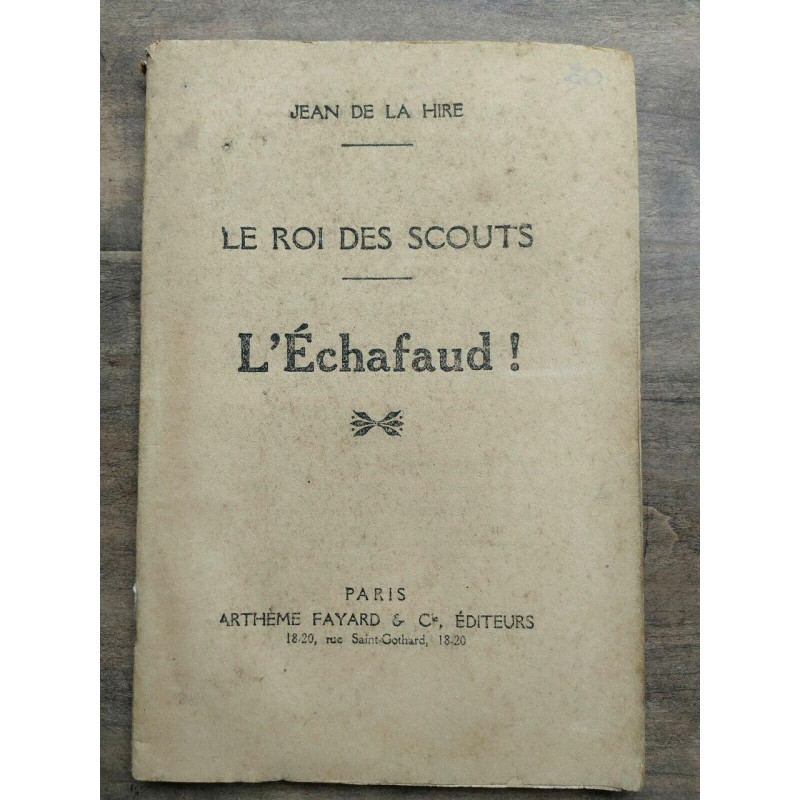 30
JEAN DE LA HIRE
LE ROI DES SCOUTS
L'Échafaud !
PARIS
ARTHÈME FAYARD & Cie, ÉDITEURS
18-20, rue Saint-Gothard, 18-20